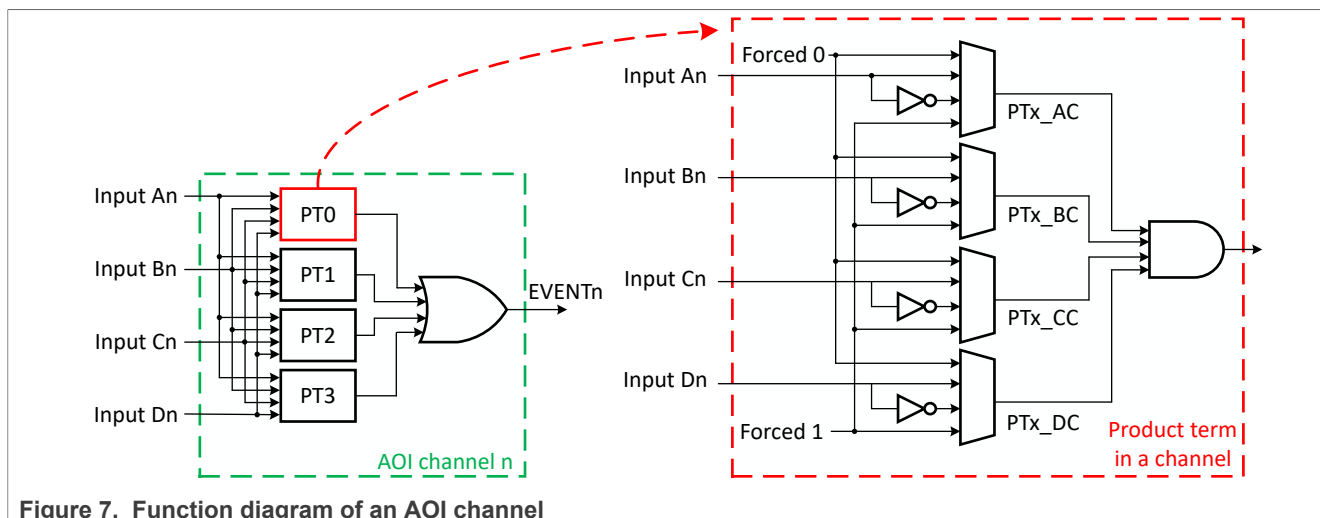 Input An
Input Bn
Input Cn
Input Dn
PT0
PT1
PT2
PT3
EVENTn
AOI channel n
Forced 0
Input An
PTx_AC
Input Bn
PTx_BC
Input Cn
PTx_CC
Input Dn
PTx_DC
Forced 1
Product term
in a channel
Figure 7. Function diagram of an AOI channel